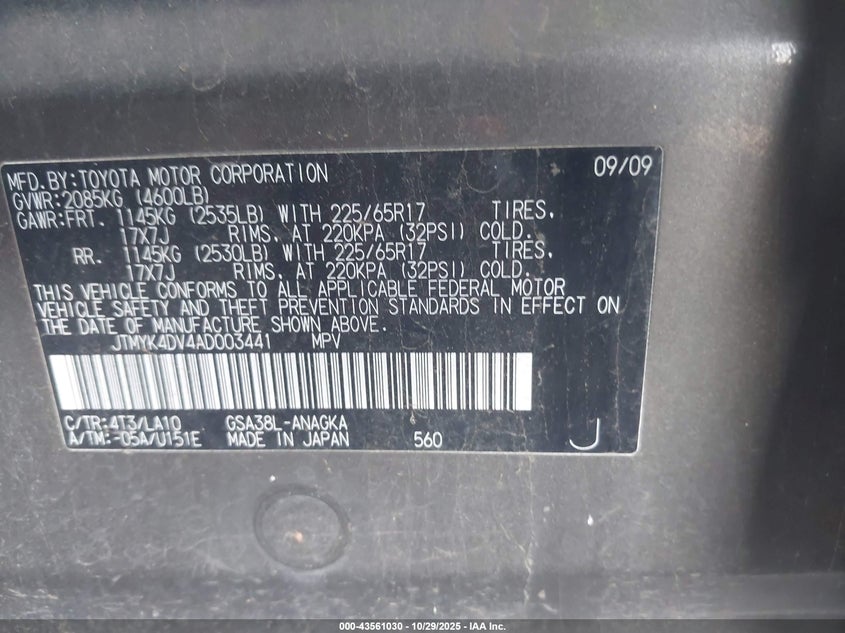 MFD.BY:TOYOTA MOTOR CORPORATION 09/09
GVWR:2085KG (4600LB)
GAWR:FRT. 1145KG (2535LB) WITH 225/65R17 TIRES,
17X7J RIMS, AT 220KPA (32PSI) COLD.
RR. 1145KG (2530LB) WITH 225/65R17 TIRES,
17X7J RIMS, AT 220KPA (32PSI) COLD.
THIS VEHICLE CONFORMS TO ALL APPLICABLE FEDERAL MOTOR
VEHICLE SAFETY AND THEFT PREVENTION STANDARDS IN EFFECT ON
THE DATE OF MANUFACTURE SHOWN ABOVE.
JTMYK4DV4AD003441 MPV
C/TR:4T3/LA10 GSA38L-ANAGKA
A/TM:-05A/U151E MADE IN JAPAN 560 J
000-43561030 - 10/29/2025 - IAA Inc.